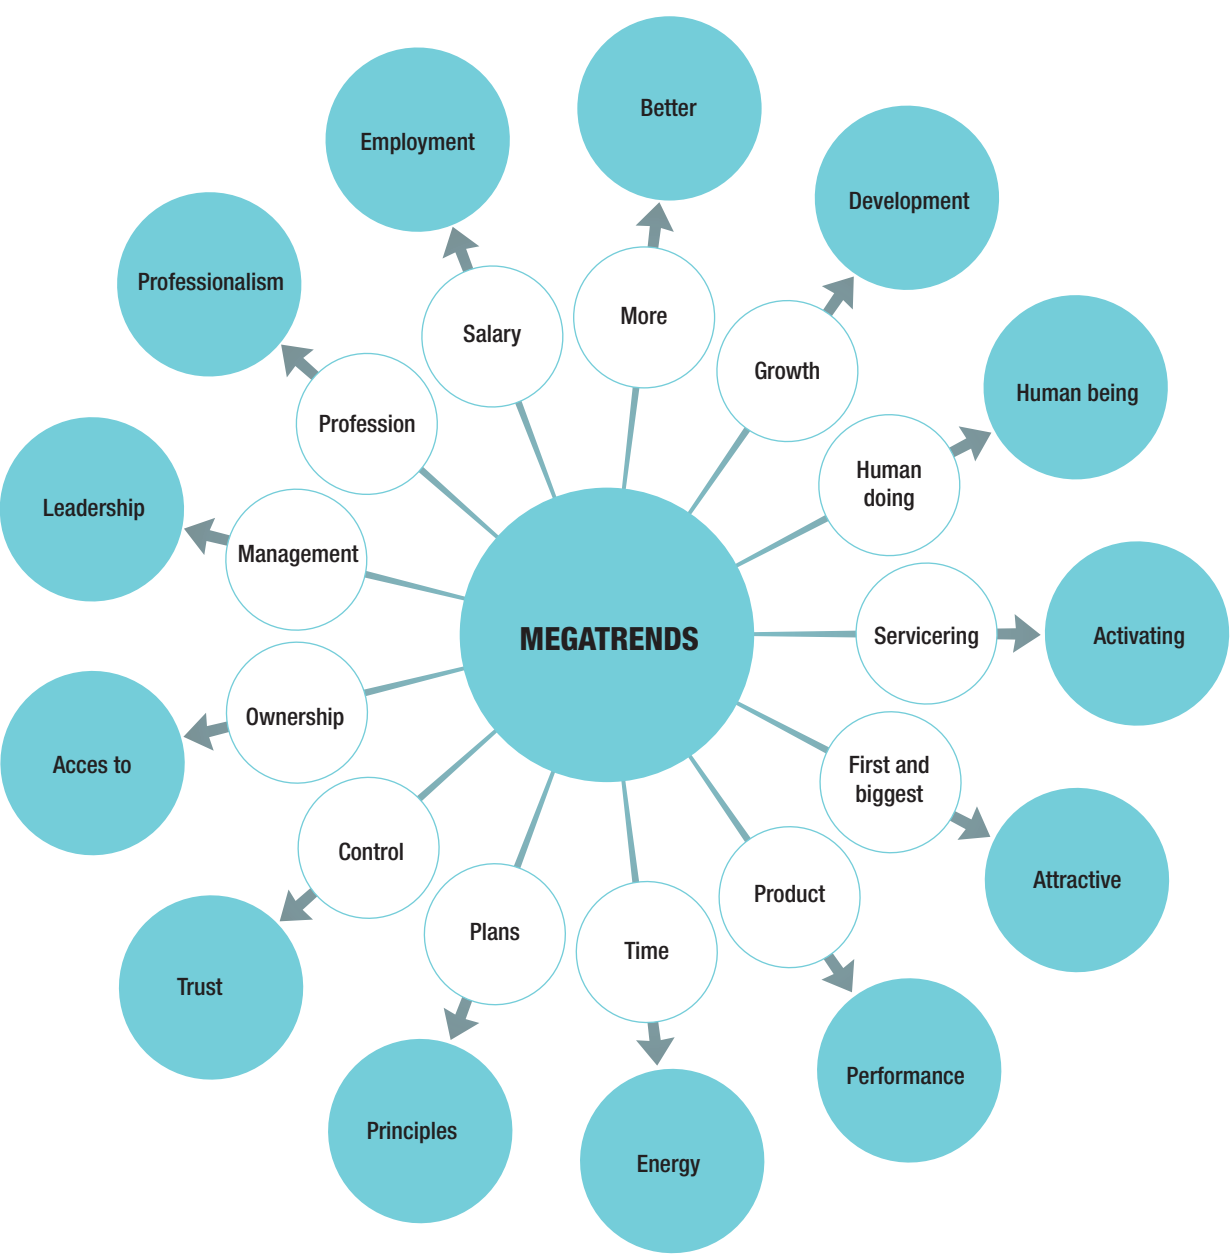 Better
Employment
Development
Professionalism
More
Salary
Growth
Human being
Profession
Human
doing
Leadership
Management
MEGATRENDS
Servicering
Activating
Ownership
Acces to
First and
biggest
Control
Product
Attractive
Plans
Time
Trust
Performance
Principles
Energy